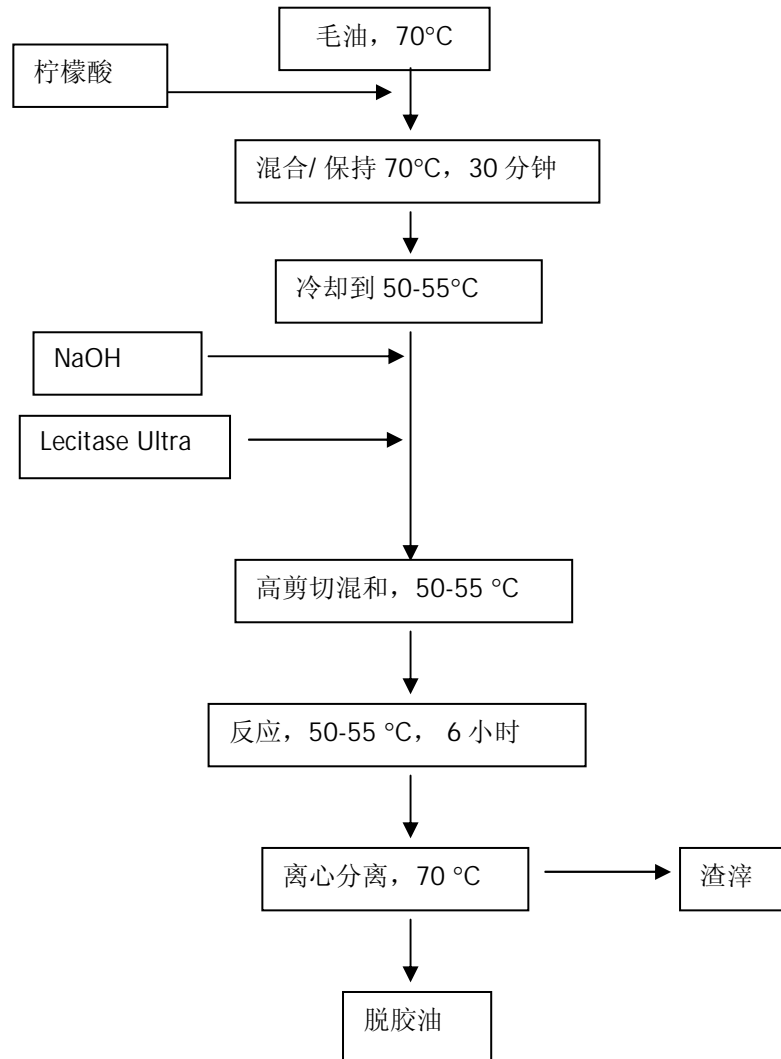 毛油，70°C
柠檬酸
混合/ 保持 70°C，30 分钟
冷却到 50-55°C
NaOH
Lecitase Ultra
高剪切混和，50-55 °C
反应，50-55 °C， 6 小时
离心分离，70 °C
渣滓
脱胶油